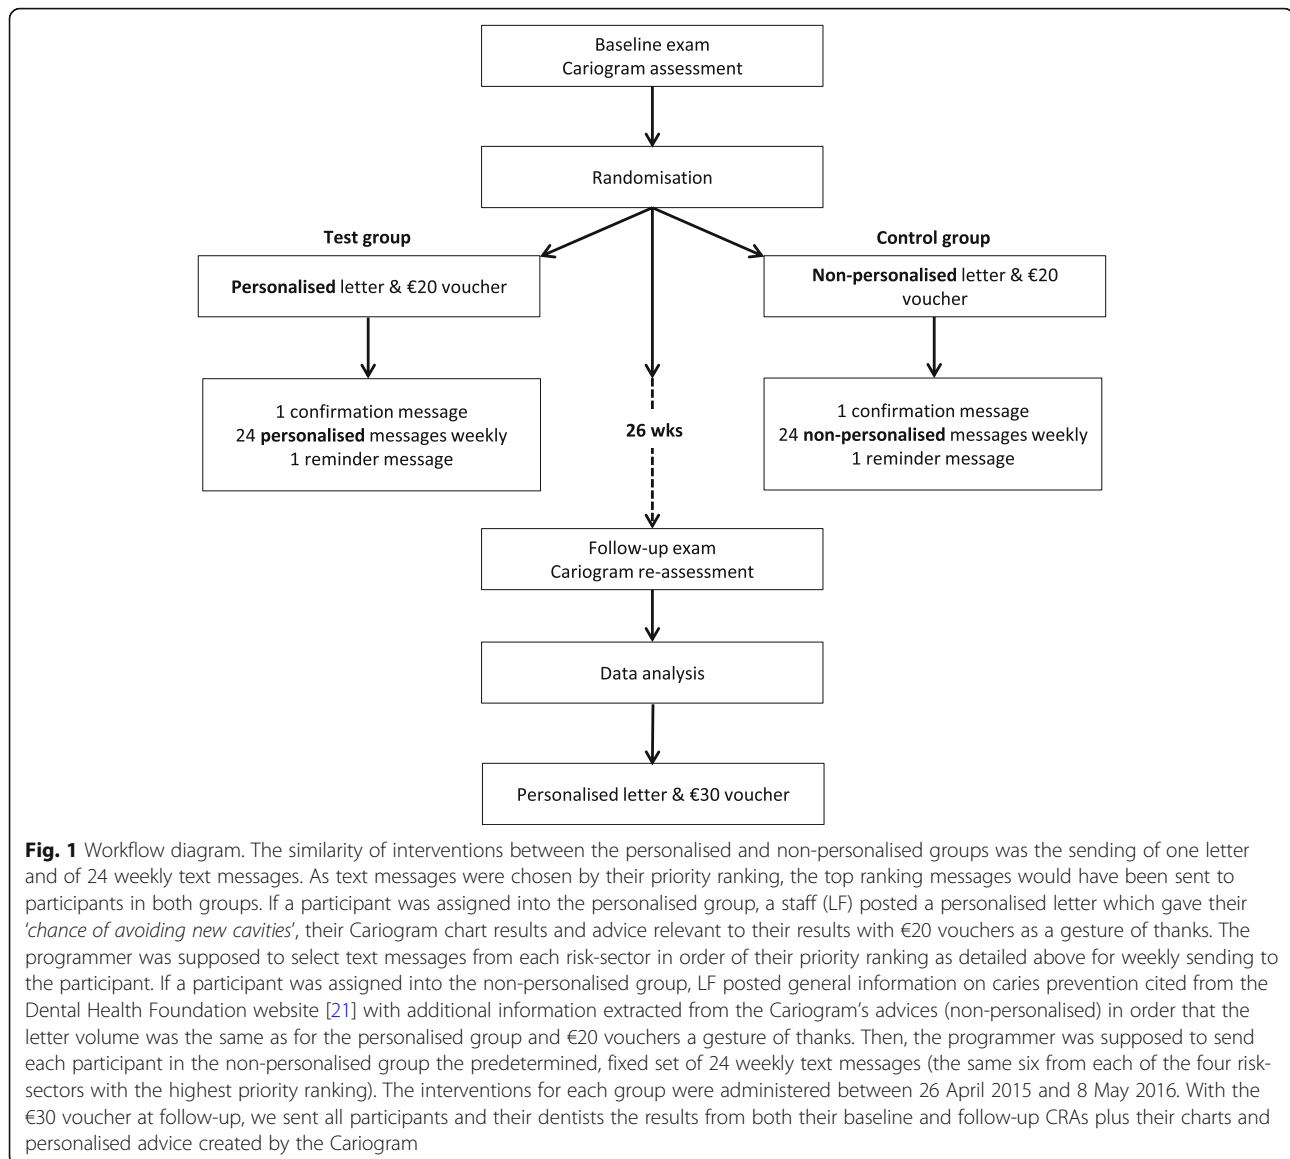 Baseline exam
Cariogram assessment
Randomisation
Test group
Control group
Personalised letter & €20 voucher
Non-personalised letter & €20
voucher
1 confirmation message
24 personalised messages weekly
1 reminder message
26 wks
1 confirmation message
24 non-personalised messages weekly
1 reminder message
Follow-up exam
Cariogram re-assessment
Data analysis
Personalised letter & €30 voucher
Fig. 1 Workflow diagram. The similarity of interventions between the personalised and non-personalised groups was the sending of one letter
and of 24 weekly text messages. As text messages were chosen by their priority ranking, the top ranking messages would have been sent to
participants in both groups. If a participant was assigned into the personalised group, a staff (LF) posted a personalised letter which gave their
'chance of avoiding new cavities', their Cariogram chart results and advice relevant to their results with €20 vouchers as a gesture of thanks. The
programmer was supposed to select text messages from each risk-sector in order of their priority ranking as detailed above for weekly sending to
the participant. If a participant was assigned into the non-personalised group, LF posted general information on caries prevention cited from the
Dental Health Foundation website [21] with additional information extracted from the Cariogram's advices (non-personalised) in order that the
letter volume was the same as for the personalised group and €20 vouchers a gesture of thanks. Then, the programmer was supposed to send
each participant in the non-personalised group the predetermined, fixed set of 24 weekly text messages (the same six from each of the four risk-
sectors with the highest priority ranking). The interventions for each group were administered between 26 April 2015 and 8 May 2016. With the
€30 voucher at follow-up, we sent all participants and their dentists the results from both their baseline and follow-up CRAs plus their charts and
personalised advice created by the Cariogram